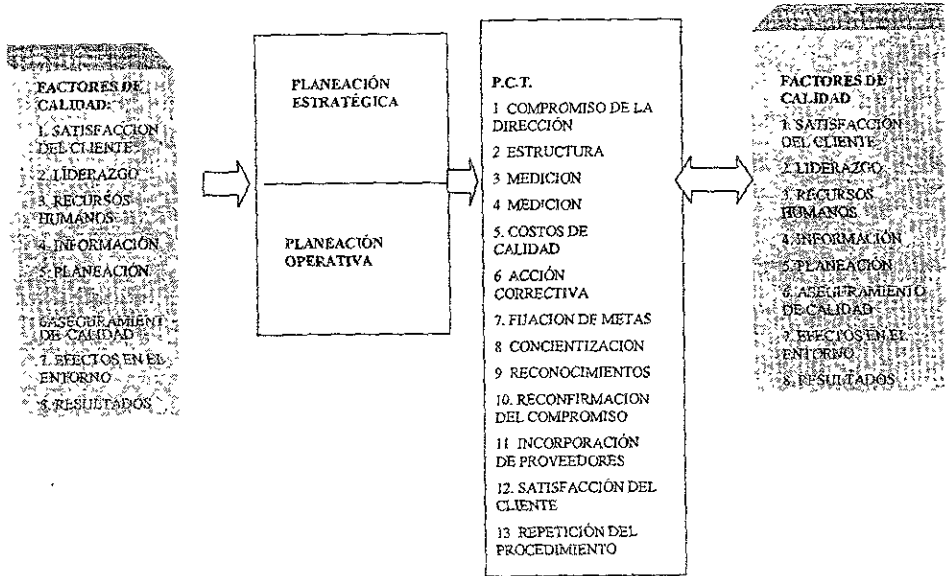 FACTORES DE
CALIDAD:
1. SATISFACCION
DEL CLIENTE
2. LIDERAZGO
3. RECURSOS
HUMANOS
4. INFORMACIÓN
5. PLANEACIÓN
6. ASEGURAMIENT
DE CALIDAD
7. EFECTOS EN EL
ENTORNO
8. RESULTADOS
PLANEACIÓN
ESTRATÉGICA
PLANEACIÓN
OPERATIVA
P.C.T.
1 COMPROMISO DE LA
DIRECCIÓN
2 ESTRUCTURA
3 MEDICION
4 MEDICION
5. COSTOS DE
CALIDAD
6 ACCIÓN
CORRECTIVA
7. FIJACION DE METAS
8 CONCIENTIZACION
9 RECONOCIMIENTOS
10. RECONFIRMACION
DEL COMPROMISO
11 INCORPORACIÓN
DE PROVEEDORES
12. SATISFACCIÓN DEL
CLIENTE
13 REPETICIÓN DEL
PROCEDIMIENTO
FACTORES DE
CALIDAD
1. SATISFACCIÓN
DEL CLIENTE
2. LIDERAZGO
3. RECURSOS
HUMANOS
4. INFORMACIÓN
5. PLANEACIÓN
6. ASEGURAMIENTO
DE CALIDAD
7. EFECTOS EN EL
ENTORNO
8. RESULTADOS